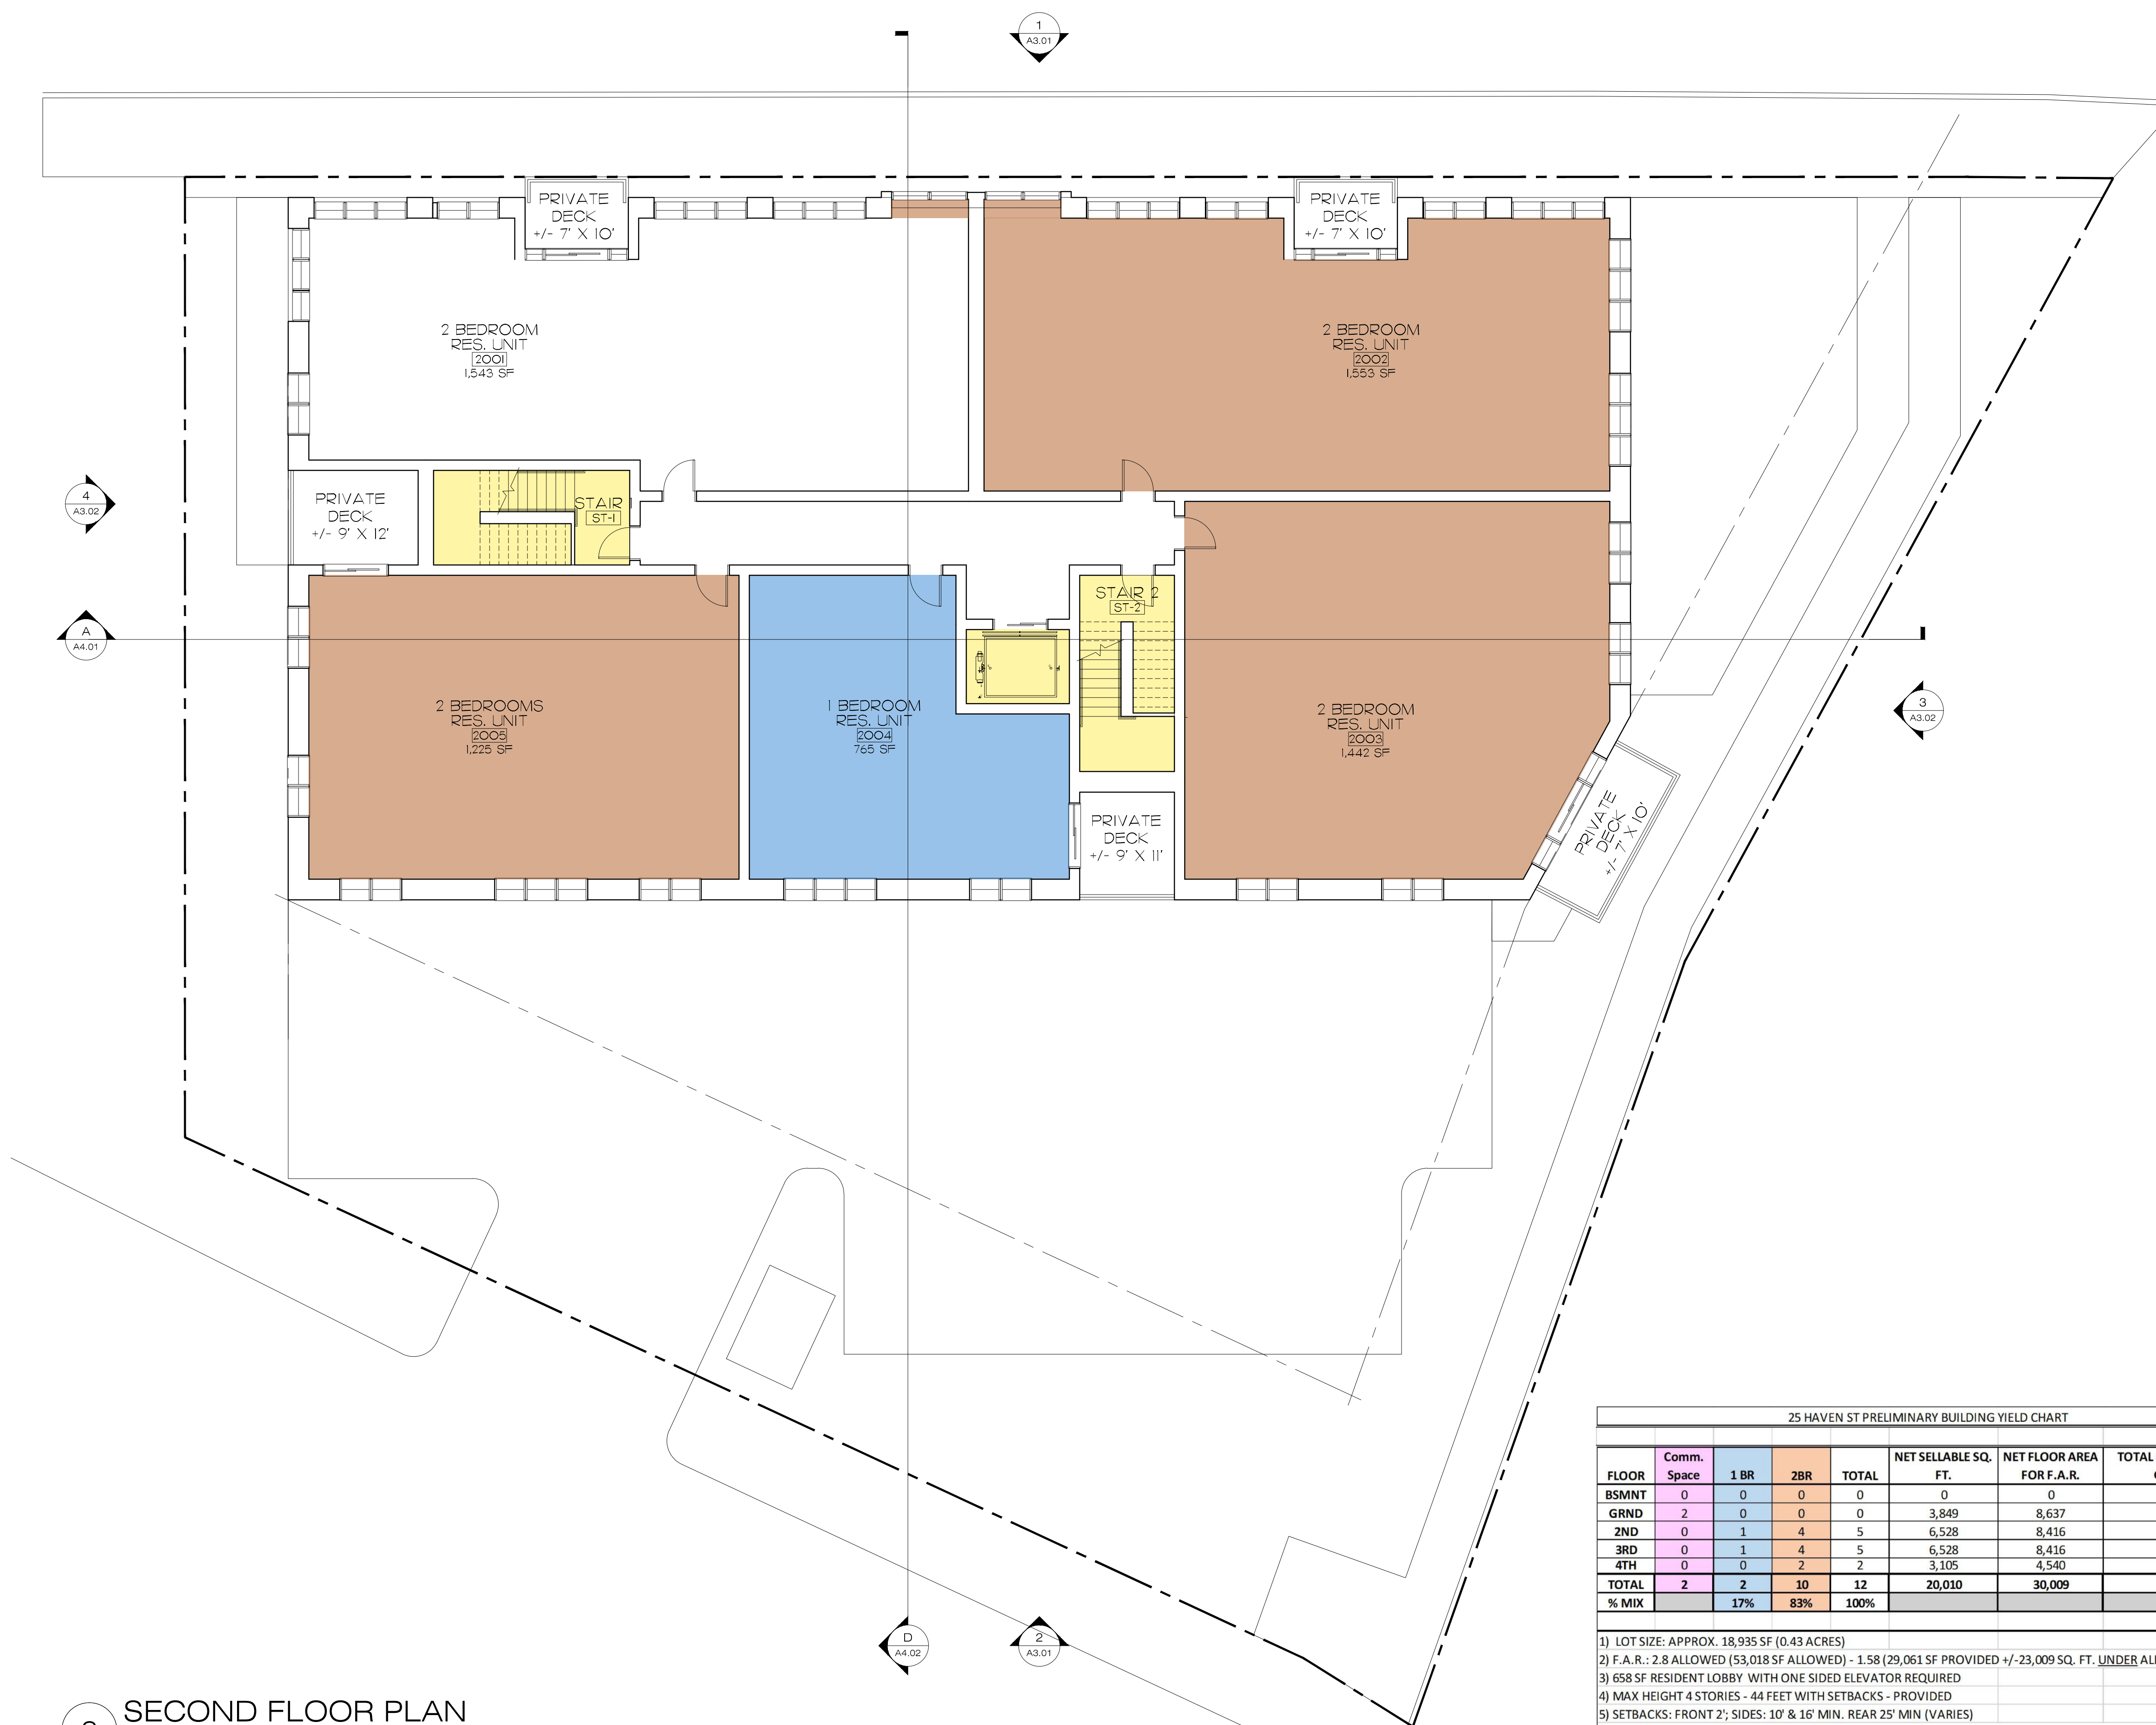 1
A3.01
PRIVATE
DECK
+/- 7' X 10'
PRIVATE
DECK
+/- 7' X 10'
2 BEDROOM
RES. UNIT
2001
1,543 SF
2 BEDROOM
RES. UNIT
2002
1,553 SF
4
A3.02
PRIVATE
DECK
+/- 9' X 12'
STAIR 1
ST-1
STAIR 2
ST-2
A
A4.01
2 BEDROOMS
RES. UNIT
2005
1,225 SF
1 BEDROOM
RES. UNIT
2004
765 SF
2 BEDROOM
RES. UNIT
2003
1,442 SF
3
A3.02
PRIVATE
DECK
+/- 9' X 11'
PRIVATE
DECK
+/- 7' X 10'
25 HAVEN ST PRELIMINARY BUILDING YIELD CHART
FLOOR Comm. Space 1 BR 2BR TOTAL NET SELLABLE SQ. FT. NET FLOOR AREA FOR F.A.R. TOTAL
BSMNT 0 0 0 0 0 0
GRND 2 0 0 0 3,849 8,637
2ND 0 1 4 5 6,528 8,416
3RD 0 1 4 5 6,528 8,416
4TH 0 0 2 2 3,105 4,540
TOTAL 2 2 10 12 20,010 30,009
% MIX 17% 83% 100%
1) LOT SIZE: APPROX. 18,935 SF (0.43 ACRES)
2) F.A.R.: 2.8 ALLOWED (53,018 SF ALLOWED) - 1.58 (29,061 SF PROVIDED +/-23,009 SQ. FT. UNDER
3) 658 SF RESIDENT LOBBY WITH ONE SIDED ELEVATOR REQUIRED
4) MAX HEIGHT 4 STORIES - 44 FEET WITH SETBACKS - PROVIDED
5) SETBACKS: FRONT 2'; SIDES: 10' & 16' MIN. REAR 25' MIN (VARIES)
D
A4.02
2
A3.01
SECOND FLOOR PLAN